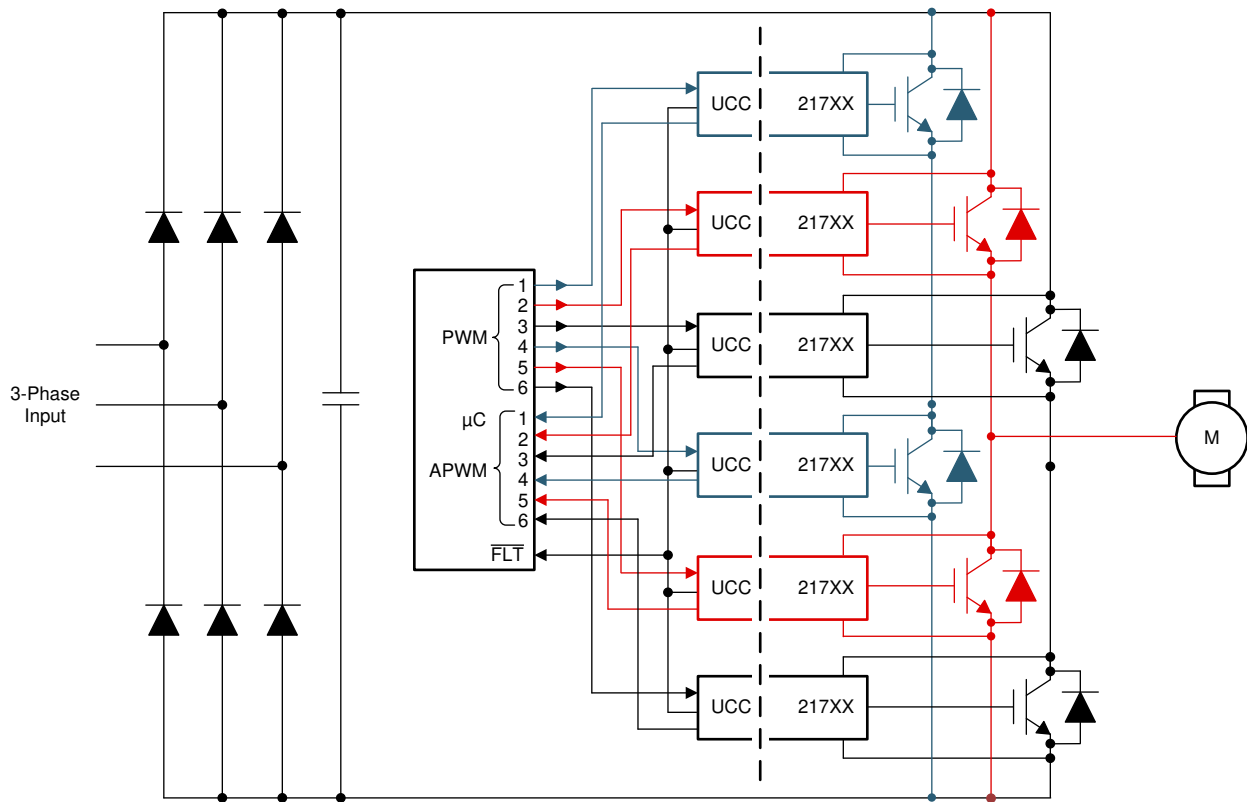 3-Phase
Input
PWM
1
2
3
4
5
6
µC
APWM
1
2
3
4
5
6
FLT
UCC 217XX
UCC 217XX
UCC 217XX
UCC 217XX
UCC 217XX
UCC 217XX
M